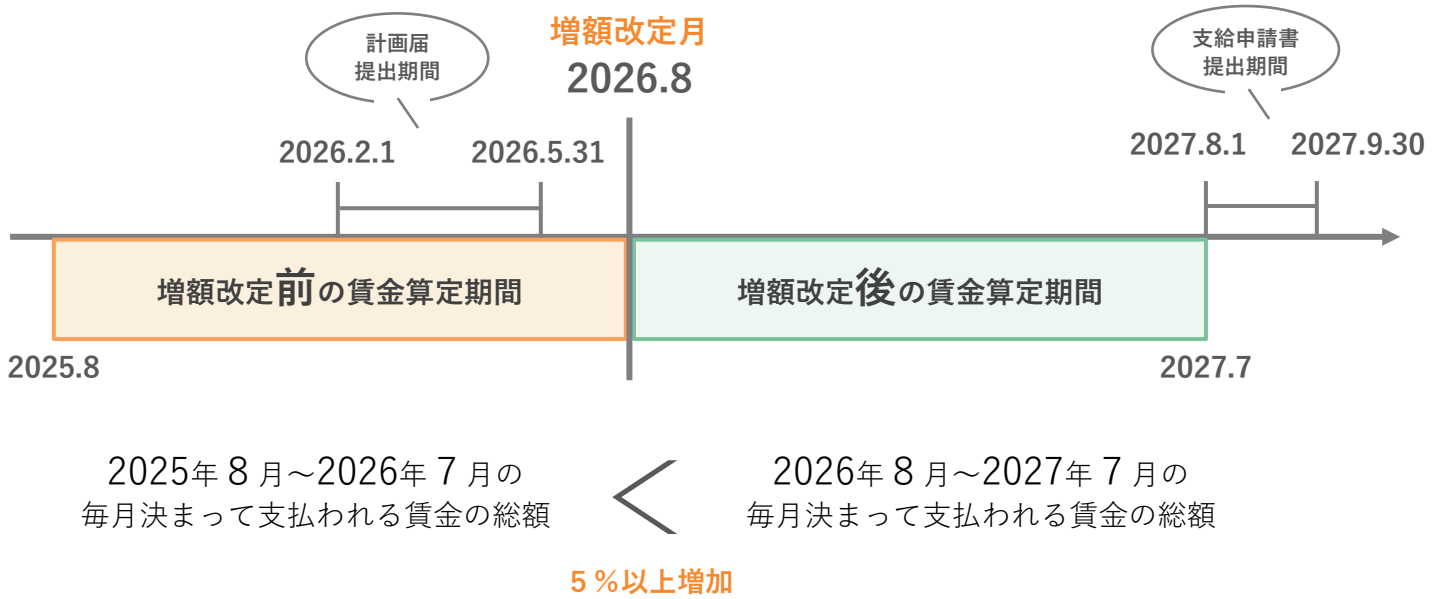 計画届
提出期間
増額改定月
2026.8
支給申請書
提出期間
2026.2.1
2026.5.31
2027.8.1
2027.9.30
増額改定前の賃金算定期間
増額改定後の賃金算定期間
2025.8
2027.7
2025年8月～2026年7月の
毎月決まって支払われる賃金の総額
2026年8月～2027年7月の
毎月決まって支払われる賃金の総額
5%以上増加